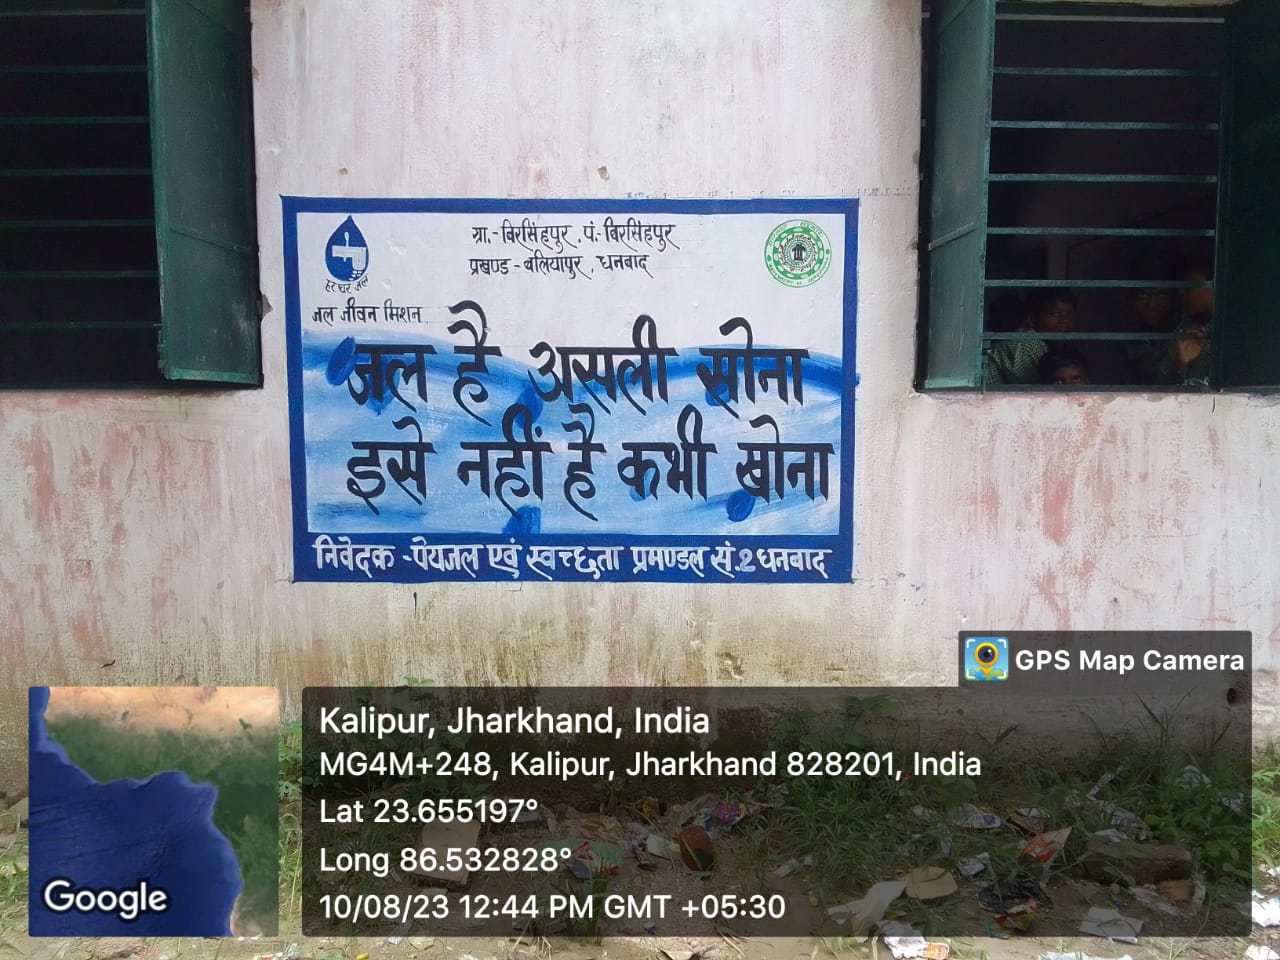 ग्रा.-बिरसिंहपुर, पं.-बिरसिंहपुर
प्रखण्ड-बलियापुर, धनबाद
हर घर जल
जल जीवन मिशन
जल है असली सोना
इसे नहीं है कभी खोना
निवेदक-पेयजल एवं स्वच्छता प्रमण्डल सं.2 धनबाद
GPS Map Camera
Kalipur, Jharkhand, India
MG4M+248, Kalipur, Jharkhand 828201, India
Lat 23.655197°
Long 86.532828°
10/08/23 12:44 PM GMT +05:30
Google